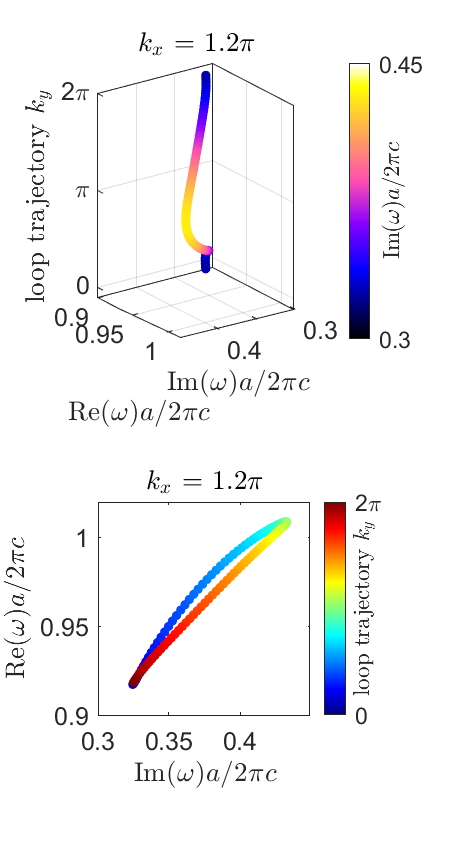 kₓ = 1.2π
2π
π
0
loop trajectory k_y
0.9
0.95
1
0.4
0.3
Im(ω)a/2πc
Re(ω)a/2πc
0.45
0.3
Im(ω)a/2πc
kₓ = 1.2π
1
0.95
0.9
Re(ω)a/2πc
0.3 0.35 0.4
Im(ω)a/2πc
2π
0
loop trajectory k_y